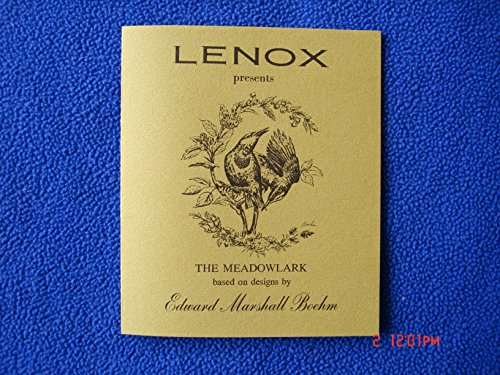 LENOX
presents
THE MEADOWLARK
based on designs by
Edward Marshall Boehm
2 12:01PM